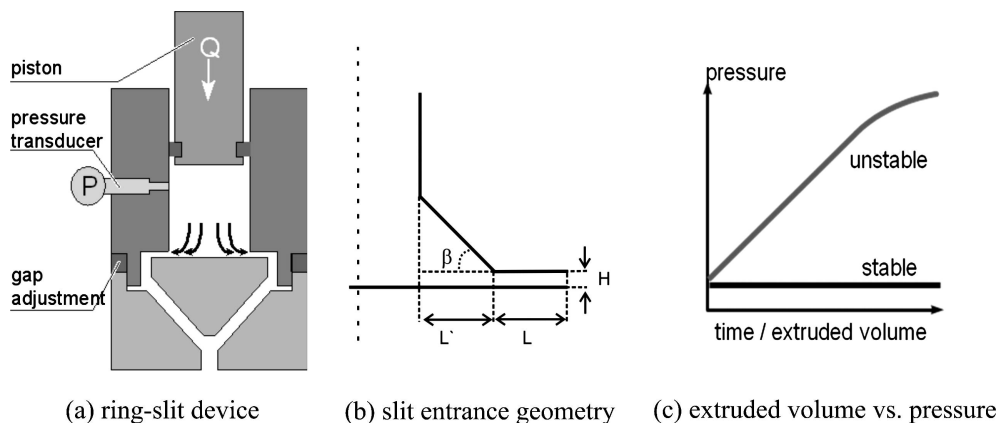 piston
Q
pressure
transducer
P
gap
adjustment
β
H
L`
L
pressure
unstable
stable
time / extruded volume
(a) ring-slit device
(b) slit entrance geometry
(c) extruded volume vs. pressure